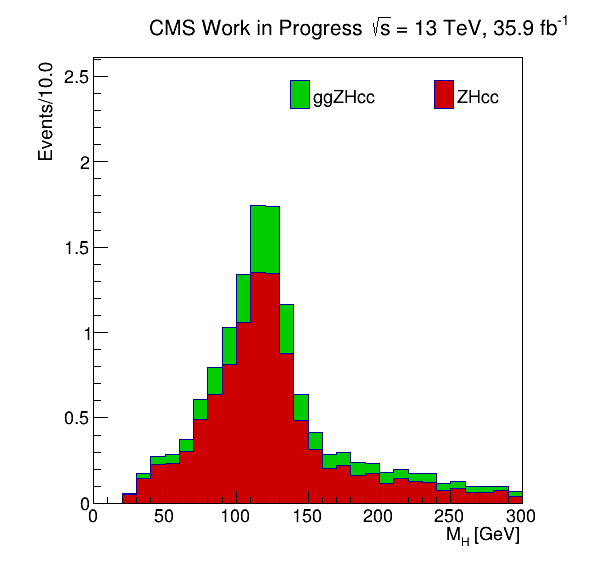 CMS Work in Progress √s = 13 TeV, 35.9 fb⁻¹
Events/10.0
ggZHcc ZHcc
2.5
2
1.5
1
0.5
0
0 50 100 150 200 250 300
M_H [GeV]